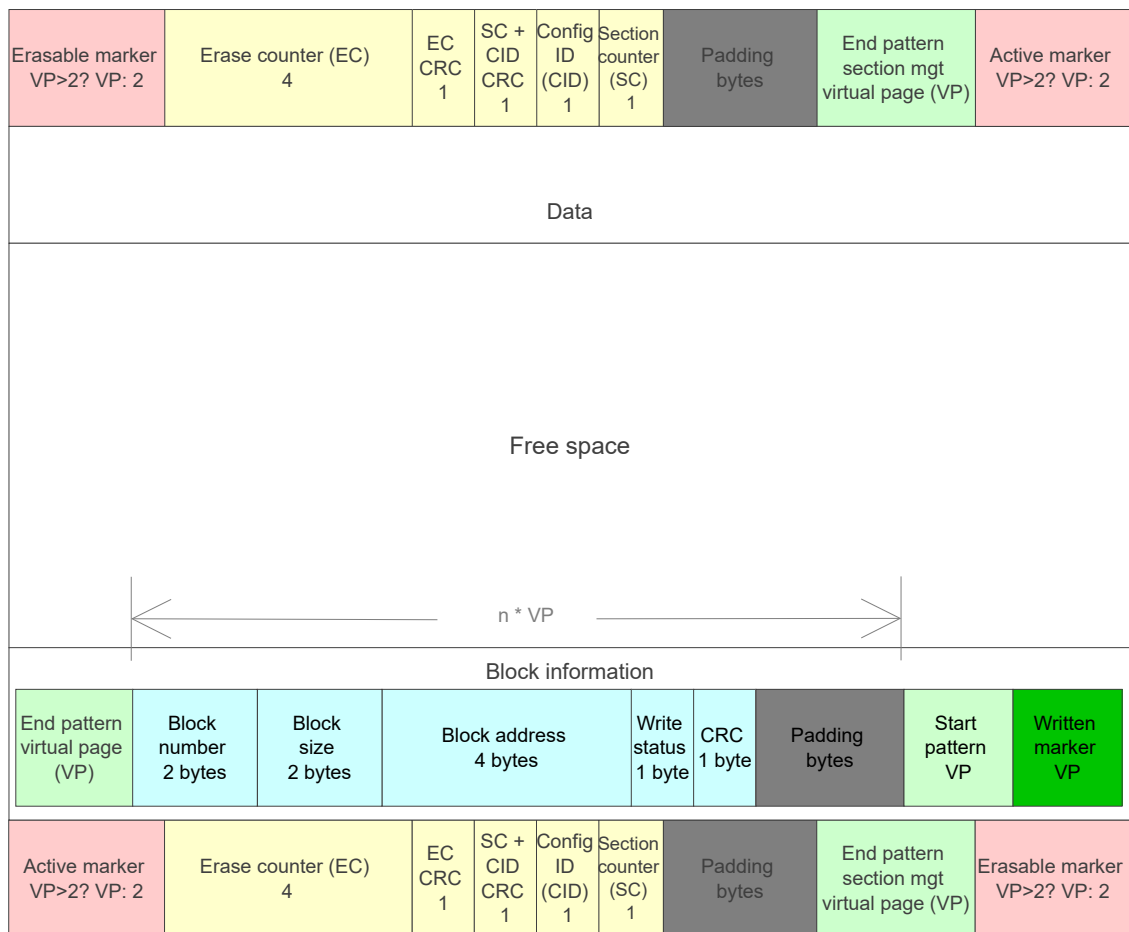 Erasable marker
VP>2? VP: 2
Erase counter (EC)
4
EC
CRC
1
SC +
CID
CRC
1
Config
ID
(CID)
1
Section
counter
(SC)
1
Padding
bytes
End pattern
section mgt
virtual page (VP)
Active marker
VP>2? VP: 2
Data
Free space
n * VP
Block information
End pattern
virtual page
(VP)
Block
number
2 bytes
Block
size
2 bytes
Block address
4 bytes
Write
status
1 byte
CRC
1 byte
Padding
bytes
Start
pattern
VP
Written
marker
VP
Active marker
VP>2? VP: 2
Erase counter (EC)
4
EC
CRC
1
SC +
CID
CRC
1
Config
ID
(CID)
1
Section
counter
(SC)
1
Padding
bytes
End pattern
section mgt
virtual page (VP)
Erasable marker
VP>2? VP: 2